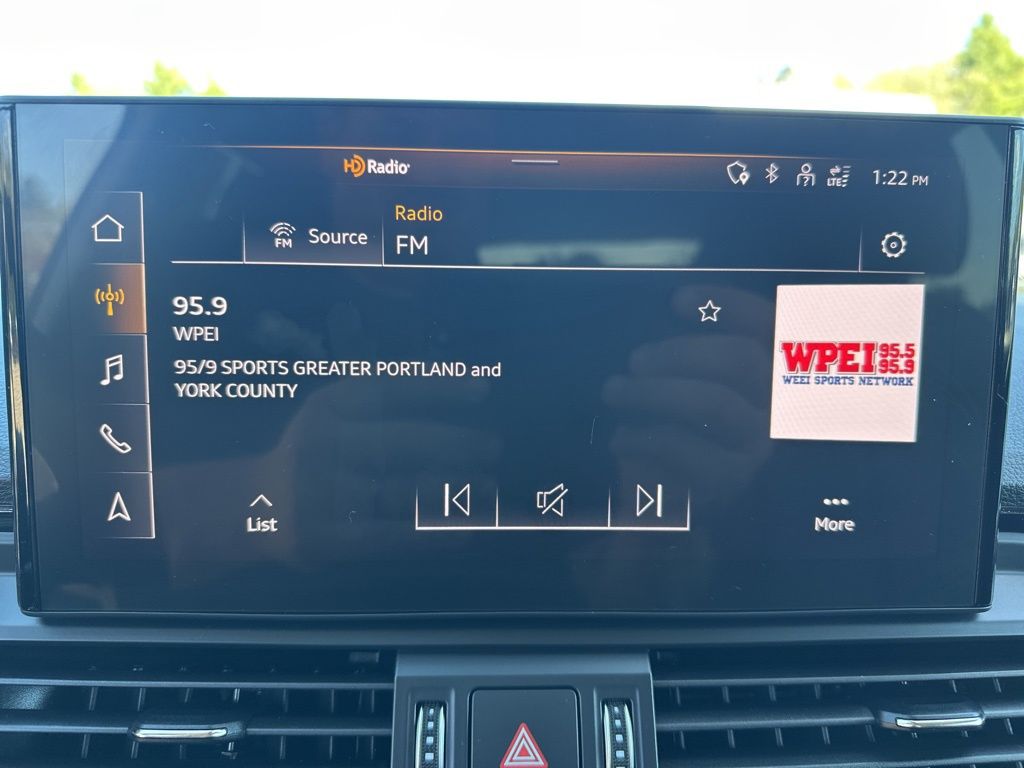 HD Radio
LTE
1:22 PM
FM
Source
Radio
FM
95.9
WPEI
95/9 SPORTS GREATER PORTLAND and
YORK COUNTY
WPEI 95.5
95.9
WEEI SPORTS NETWORK
List
More